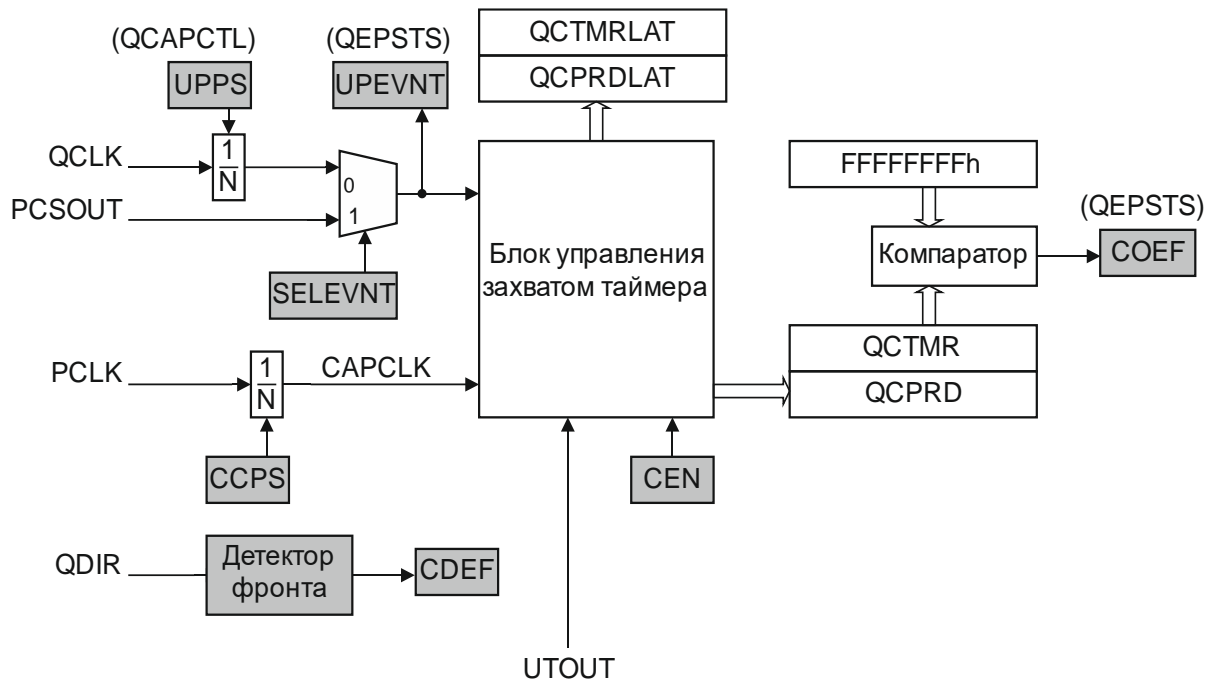 (QCAPCTL)
(QEPSTS)
QCTMRLAT
UPPS
UPEVNT
QCPRDLAT
QCLK
1
N
0
FFFFFFFFh
PCSOUT
1
(QEPSTS)
Блок управления
захватом таймера
Компаратор
COEF
SELEVNT
QCTMR
PCLK
1
N
CAPCLK
QCPRD
CCPS
CEN
QDIR
Детектор
фронта
CDEF
UTOUT